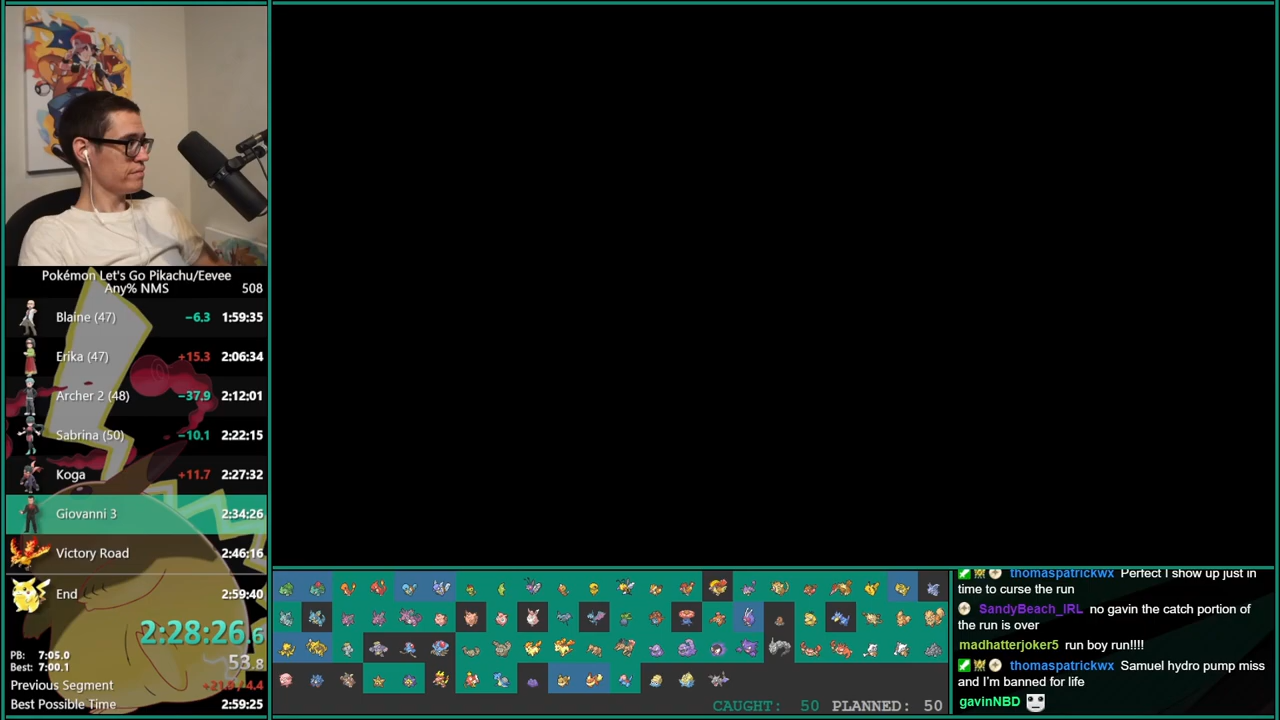 Pokémon Let's Go Pikachu/Eevee
Any% NMS 508
Blaine (47) −6.3 1:59:35
Erika (47) +15.3 2:06:34
Archer 2 (48) −37.9 2:12:01
Sabrina (50) −10.1 2:22:15
Koga +11.7 2:27:32
Giovanni 3 2:34:26
Victory Road 2:46:16
End 2:59:40
2:28:26.6
PB: 7:05.0 53.8
Best: 7:00.1
Previous Segment / 4.4
Best Possible Time 2:59:25
CAUGHT: 50 PLANNED: 50
thomaspatrickwx Perfect I show up just in
time to curse the run
SandyBeach_IRL no gavin the catch portion of
the run is over
madhatterjoker5 run boy run!!!!
thomaspatrickwx Samuel hydro pump miss
and I'm banned for life
gavinNBD